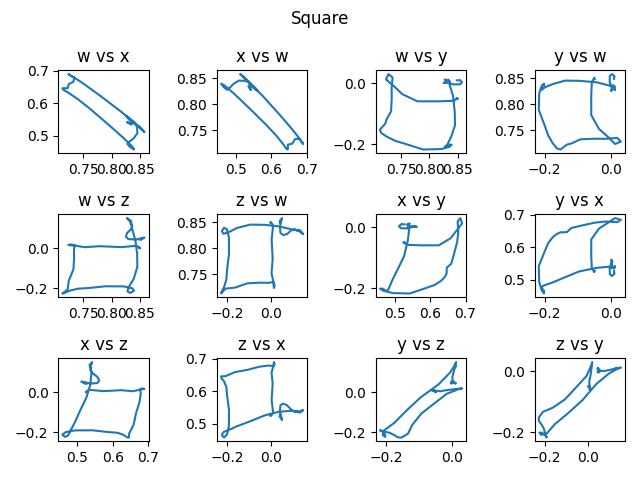 Square
w vs x
x vs w
w vs y
y vs w
0.7
0.6
0.5
0.75 0.80 0.85
0.85
0.80
0.75
0.5 0.6 0.7
0.0
−0.2
0.75 0.80 0.85
0.85
0.80
0.75
−0.2 0.0
w vs z
z vs w
x vs y
y vs x
0.0
−0.2
0.75 0.80 0.85
0.85
0.80
0.75
−0.2 0.0
0.0
−0.2
0.5 0.6 0.7
0.7
0.6
0.5
−0.2 0.0
x vs z
z vs x
y vs z
z vs y
0.0
−0.2
0.5 0.6 0.7
0.7
0.6
0.5
−0.2 0.0
0.0
−0.2
−0.2 0.0
0.0
−0.2
−0.2 0.0